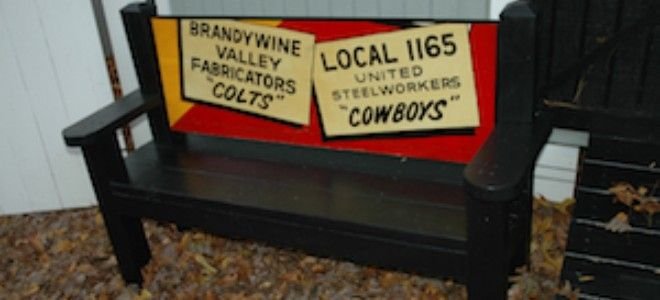 BRANDYWINE
VALLEY
FABRICATORS
"COLTS"
LOCAL 1165
UNITED
STEELWORKERS
"COWBOYS"